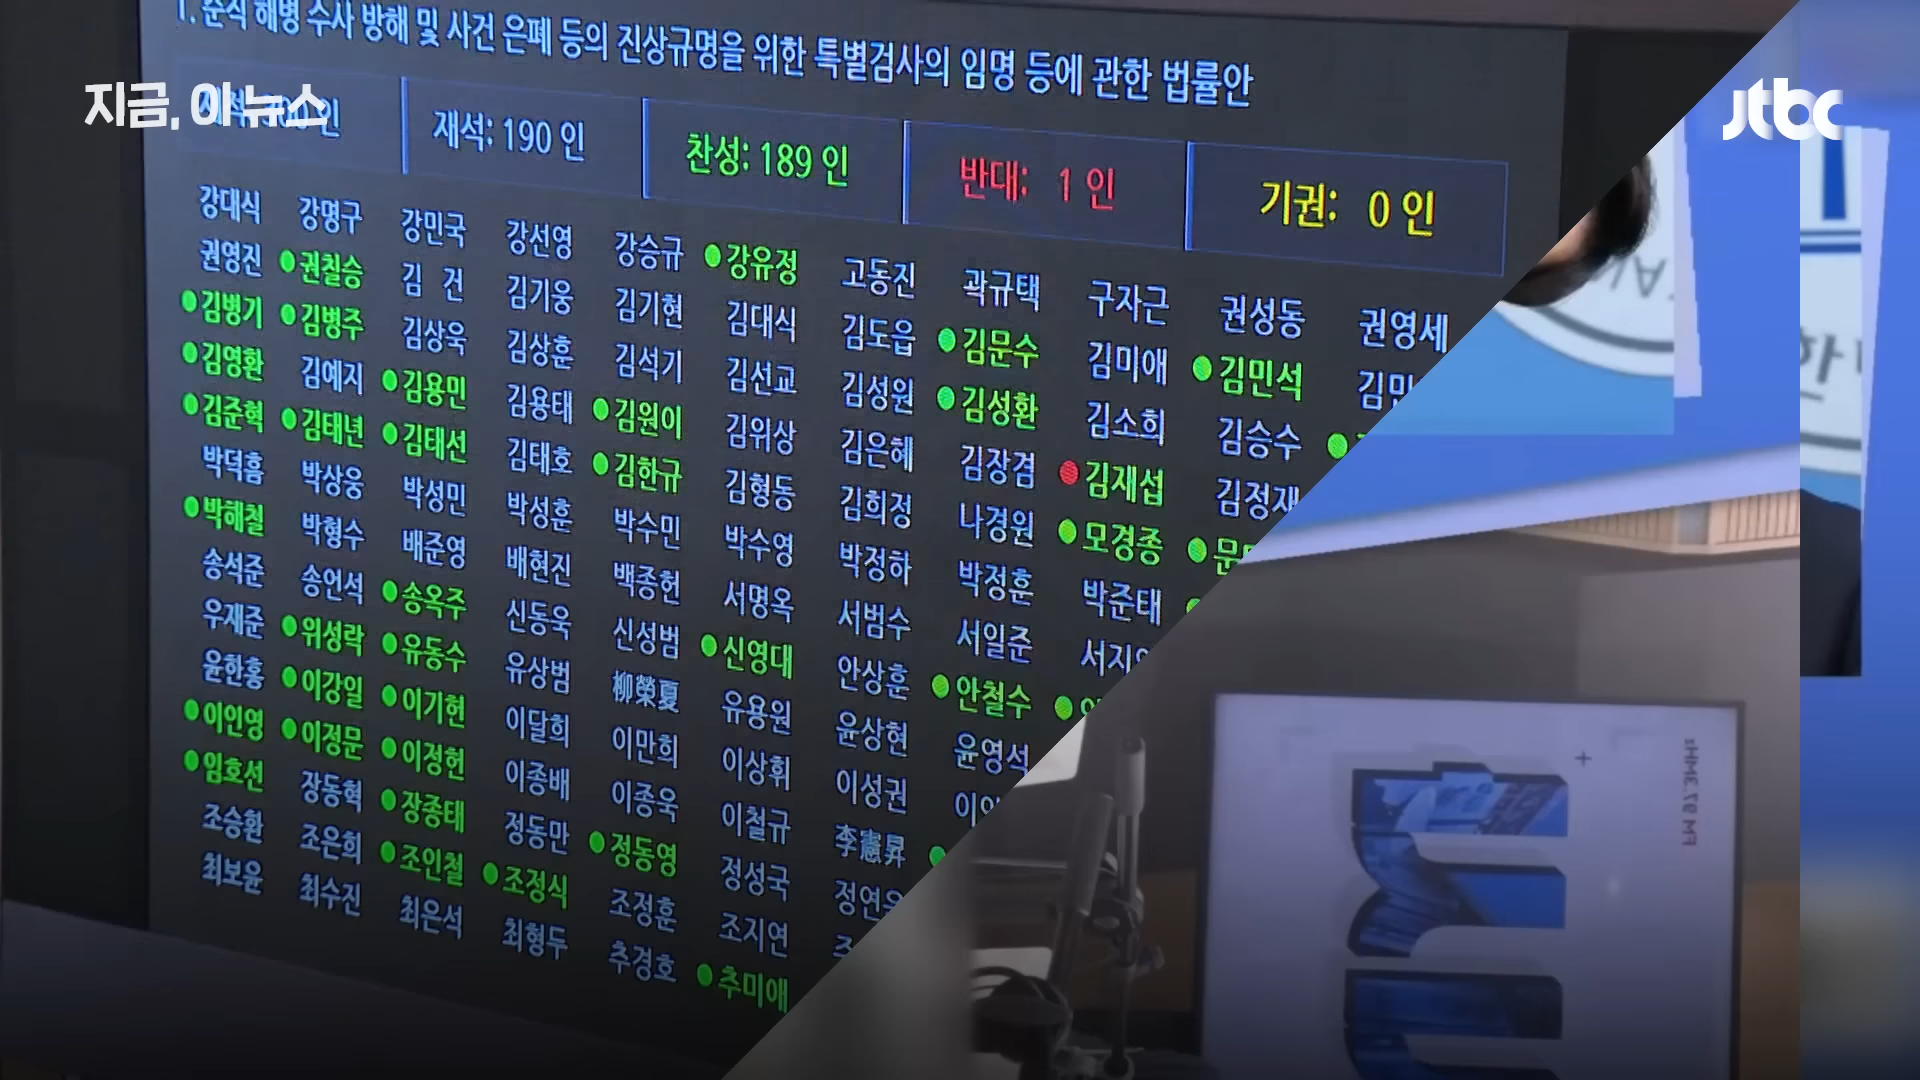 1. 순직 해병 수사 방해 및 사건 은폐 등의 진상규명을 위한 특별검사의 임명 등에 관한 법률안
지금, 이 뉴스
jtbc
재석: 190 인
찬성: 189 인
반대: 1 인
기권: 0 인
강대식 강명구 강민국 강선영 강승규 강유정 고동진 곽규택 구자근 권성동 권영세
권영진 권칠승 김 건 김기웅 김기현 김대식 김도읍 김문수 김미애 김민석
김병기 김병주 김상욱 김상훈 김석기 김선교 김성원 김성환 김소희 김승수
김영환 김예지 김용민 김용태 김원이 김위상 김은혜 김장겸 김재섭 김정재
김준혁 김태년 김태선 김태호 김한규 김형동 김희정 나경원 모경종
박덕흠 박상웅 박성민 박성훈 박수민 박수영 박정하 박정훈 박준태
박해철 박형수 배준영 배현진 백종헌 서명옥 서범수 서일준
송석준 송언석 송옥주 신동욱 신성범 신영대 안상훈 안철수
우재준 위성락 유동수 유상범 柳榮夏 유용원 윤상현 윤영석
윤한홍 이강일 이기헌 이달희 이만희 이상휘 이성권
이인영 이정문 이정헌 이종배 이종욱 이철규 李憲昇
임호선 장동혁 장종태 정동만 정동영 정성국
조승환 조은희 조인철 조정식 조정훈 조지연
최보윤 최수진 최은석 최형두 추경호 추미애